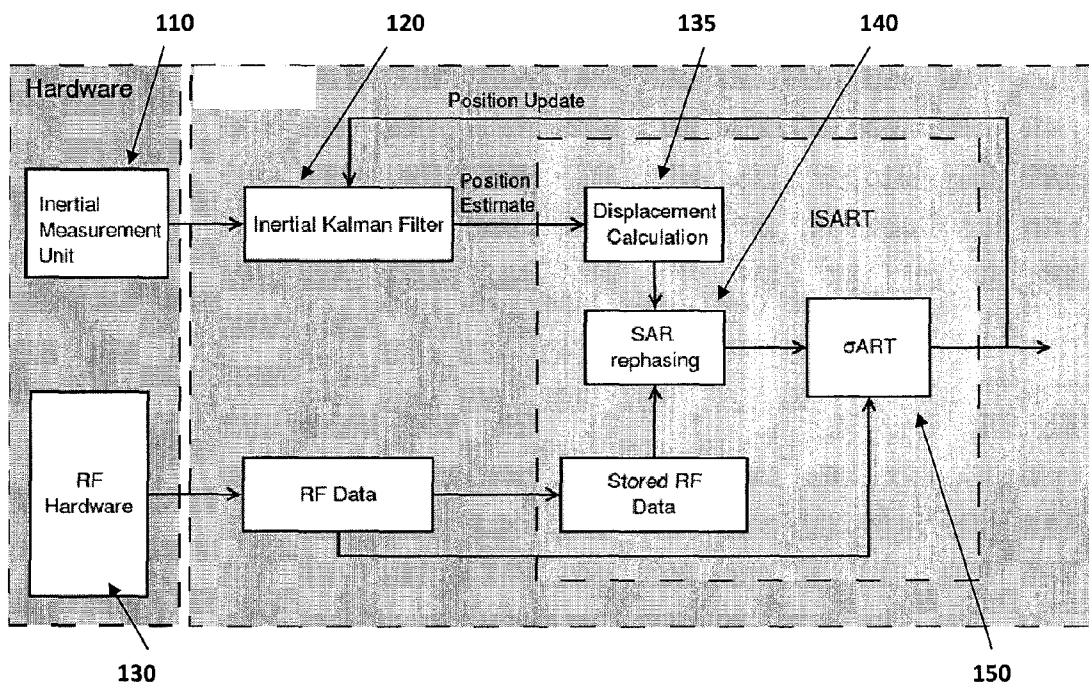 110
120
135
140
Hardware
Position Update
Inertial
Measurement
Unit
Inertial Kalman Filter
Position
Estimate
Displacement
Calculation
ISART
SAR
rephasing
σART
RF
Hardware
RF Data
Stored RF
Data
130
150